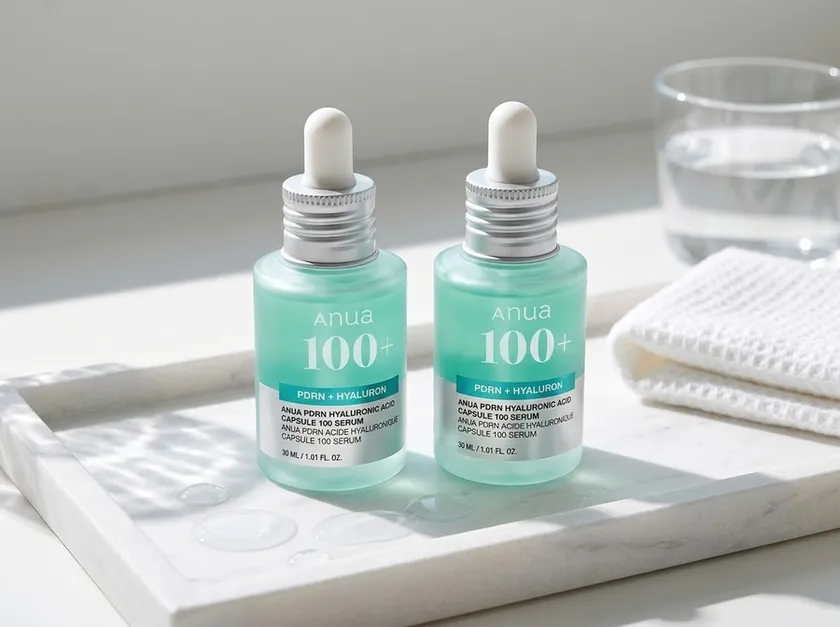 Anua
100+
PDRN + HYALURON
ANUA PDRN HYALURONIC ACID
CAPSULE 100 SERUM
ANUA PDRN ACIDE HYALURONIQUE
CAPSULE 100 SERUM
30 ML / 1.01 FL. OZ.
Anua
100+
PDRN + HYALURON
ANUA PDRN HYALURONIC ACID
CAPSULE 100 SERUM
ANUA PDRN ACIDE HYALURONIQUE
CAPSULE 100 SERUM
30 ML / 1.01 FL. OZ.